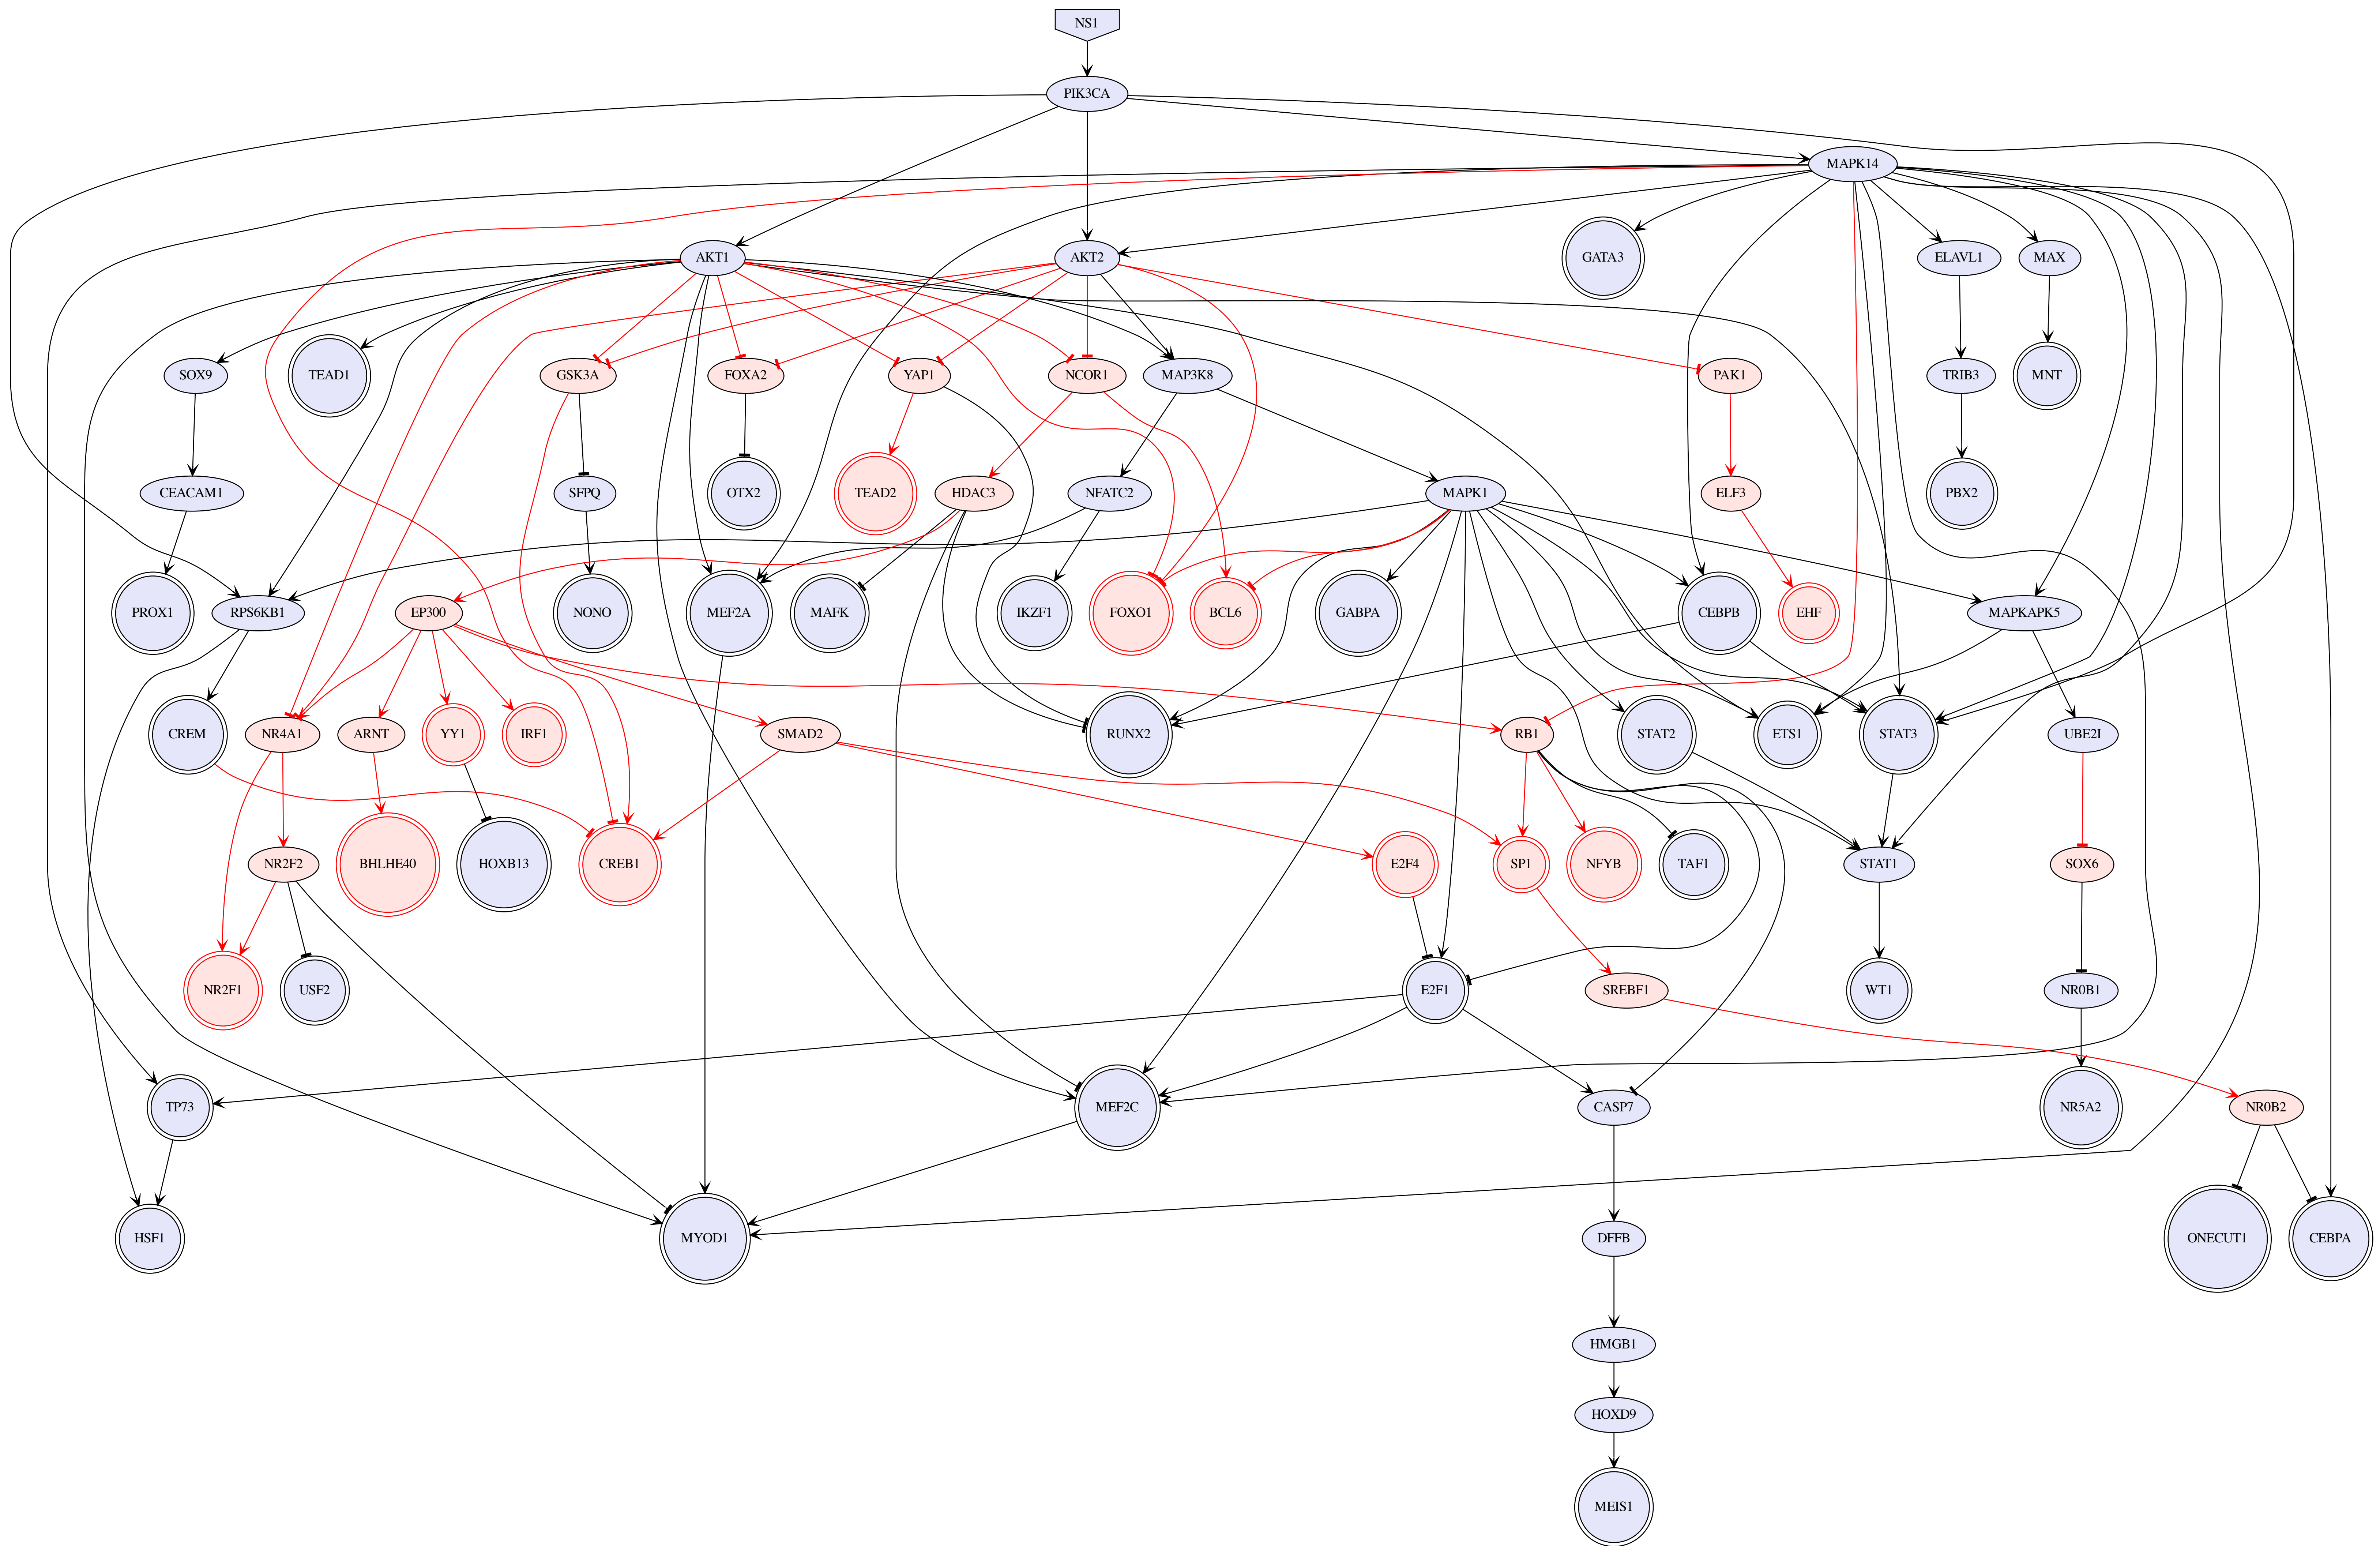 NS1
PIK3CA
MAPK14
AKT1
AKT2
GATA3
ELAVL1
MAX
SOX9
TEAD1
GSK3A
FOXA2
YAP1
NCOR1
MAP3K8
PAK1
TRIB3
MNT
CEACAM1
SFPQ
OTX2
TEAD2
HDAC3
NFATC2
MAPK1
ELF3
PBX2
PROX1
RPS6KB1
EP300
NONO
MEF2A
MAFK
IKZF1
FOXO1
BCL6
GABPA
CEBPB
EHF
MAPKAPK5
CREM
NR4A1
ARNT
YY1
IRF1
SMAD2
RUNX2
RB1
STAT2
ETS1
STAT3
UBE2I
NR2F2
BHLHE40
HOXB13
CREB1
E2F4
SP1
NFYB
TAF1
STAT1
SOX6
NR2F1
USF2
E2F1
SREBF1
WT1
NR0B1
TP73
MEF2C
CASP7
NR5A2
NR0B2
HSF1
MYOD1
DFFB
ONECUT1
CEBPA
HMGB1
HOXD9
MEIS1